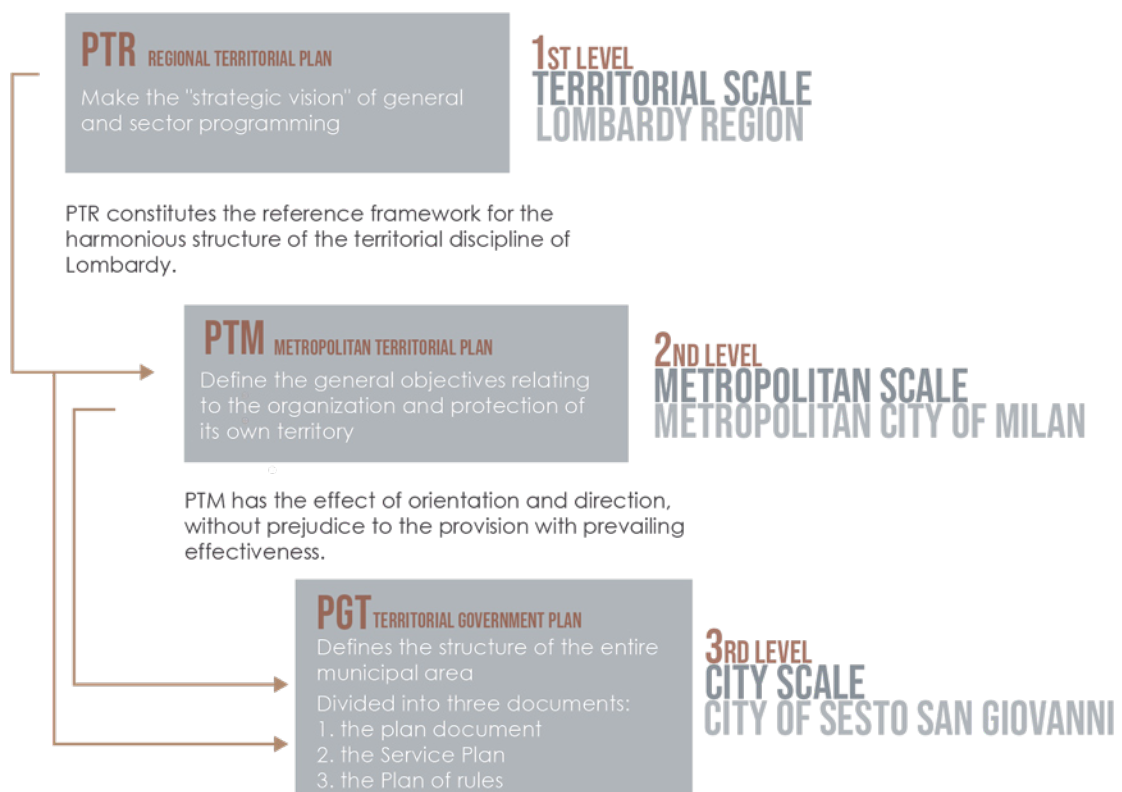 PTR REGIONAL TERRITORIAL PLAN
Make the "strategic vision" of general
and sector programming
1ST LEVEL
TERRITORIAL SCALE
LOMBARDY REGION
PTR constitutes the reference framework for the
harmonious structure of the territorial discipline of
Lombardy.
PTM METROPOLITAN TERRITORIAL PLAN
Define the general objectives relating
to the organization and protection of
its own territory
2ND LEVEL
METROPOLITAN SCALE
METROPOLITAN CITY OF MILAN
PTM has the effect of orientation and direction,
without prejudice to the provision with prevailing
effectiveness.
PGT TERRITORIAL GOVERNMENT PLAN
Defines the structure of the entire
municipal area
Divided into three documents:
1. the plan document
2. the Service Plan
3. the Plan of rules
3RD LEVEL
CITY SCALE
CITY OF SESTO SAN GIOVANNI